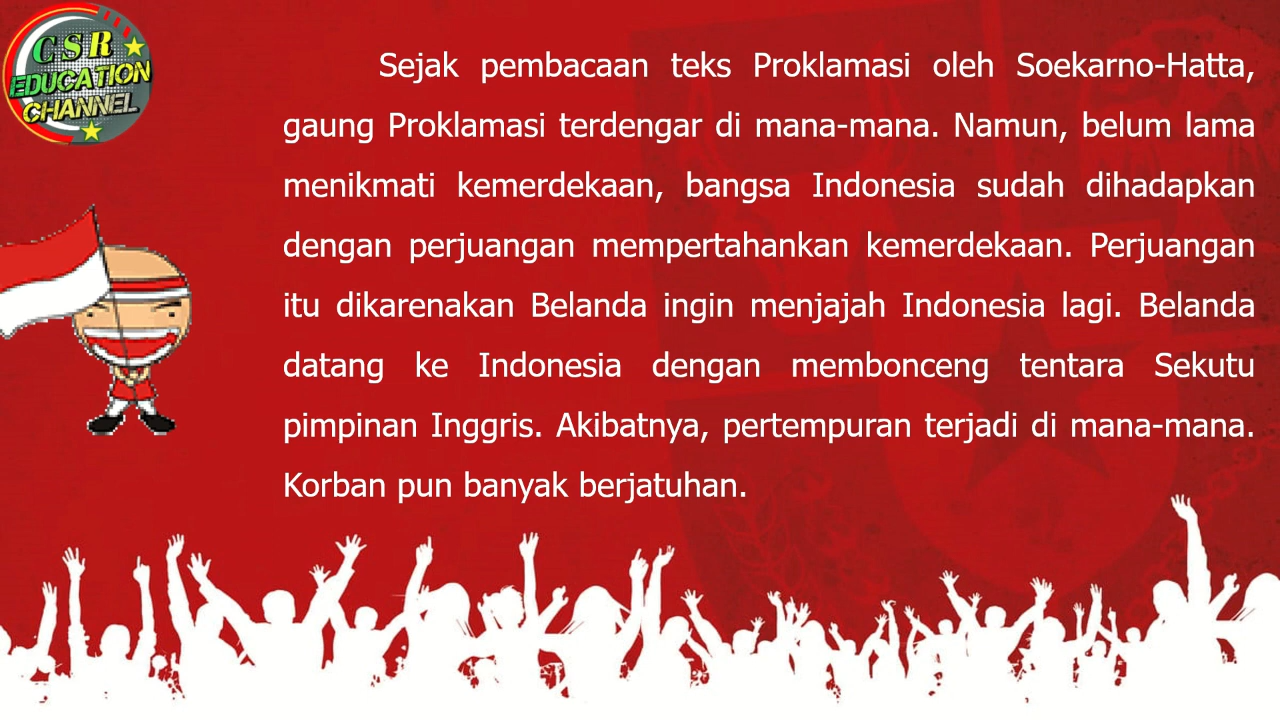 CSR
EDUCATION
CHANNEL
Sejak pembacaan teks Proklamasi oleh Soekarno-Hatta,
gaung Proklamasi terdengar di mana-mana. Namun, belum lama
menikmati kemerdekaan, bangsa Indonesia sudah dihadapkan
dengan perjuangan mempertahankan kemerdekaan. Perjuangan
itu dikarenakan Belanda ingin menjajah Indonesia lagi. Belanda
datang ke Indonesia dengan membonceng tentara Sekutu
pimpinan Inggris. Akibatnya, pertempuran terjadi di mana-mana.
Korban pun banyak berjatuhan.